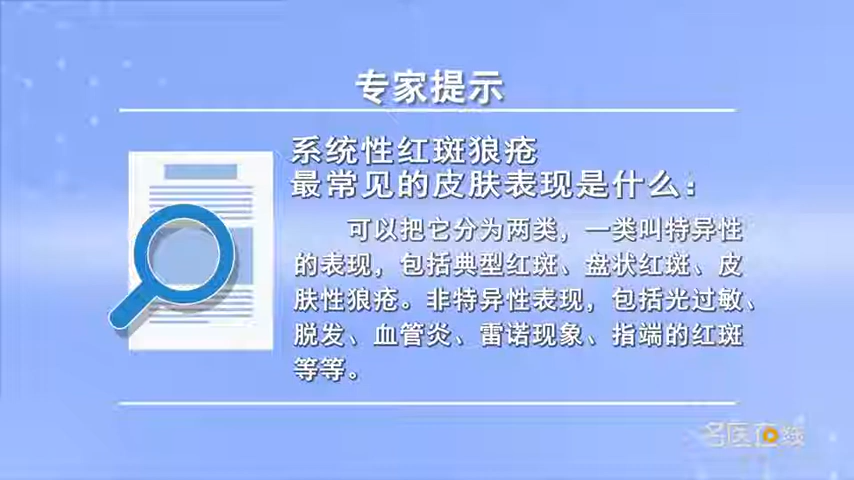 专家提示
系统性红斑狼疮
最常见的皮肤表现是什么：
可以把它分为两类，一类叫特异性
的表现，包括典型红斑、盘状红斑、皮
肤性狼疮。非特异性表现，包括光过敏、
脱发、血管炎、雷诺现象、指端的红斑
等等。
名医在线